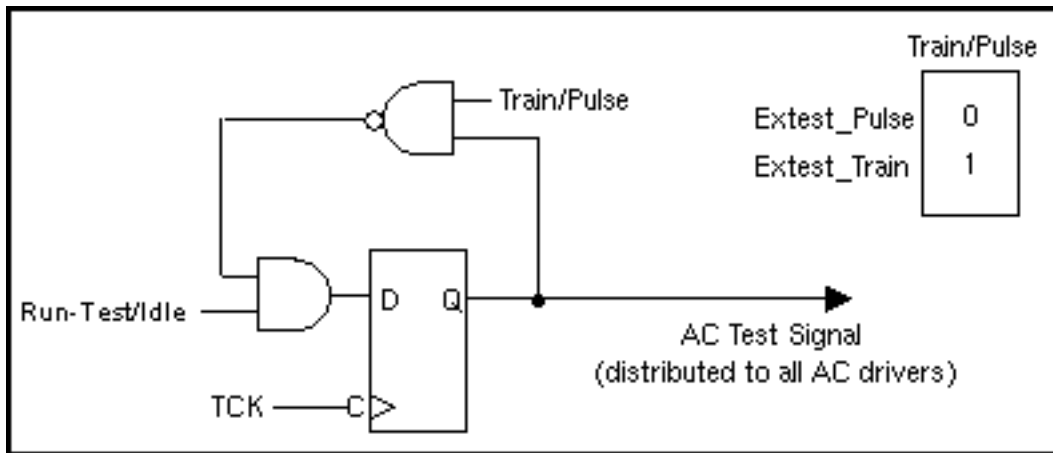 Train/Pulse
Train/Pulse
Extest_Pulse 0
Extest_Train 1
Run-Test/Idle
D Q
AC Test Signal
(distributed to all AC drivers)
TCK C